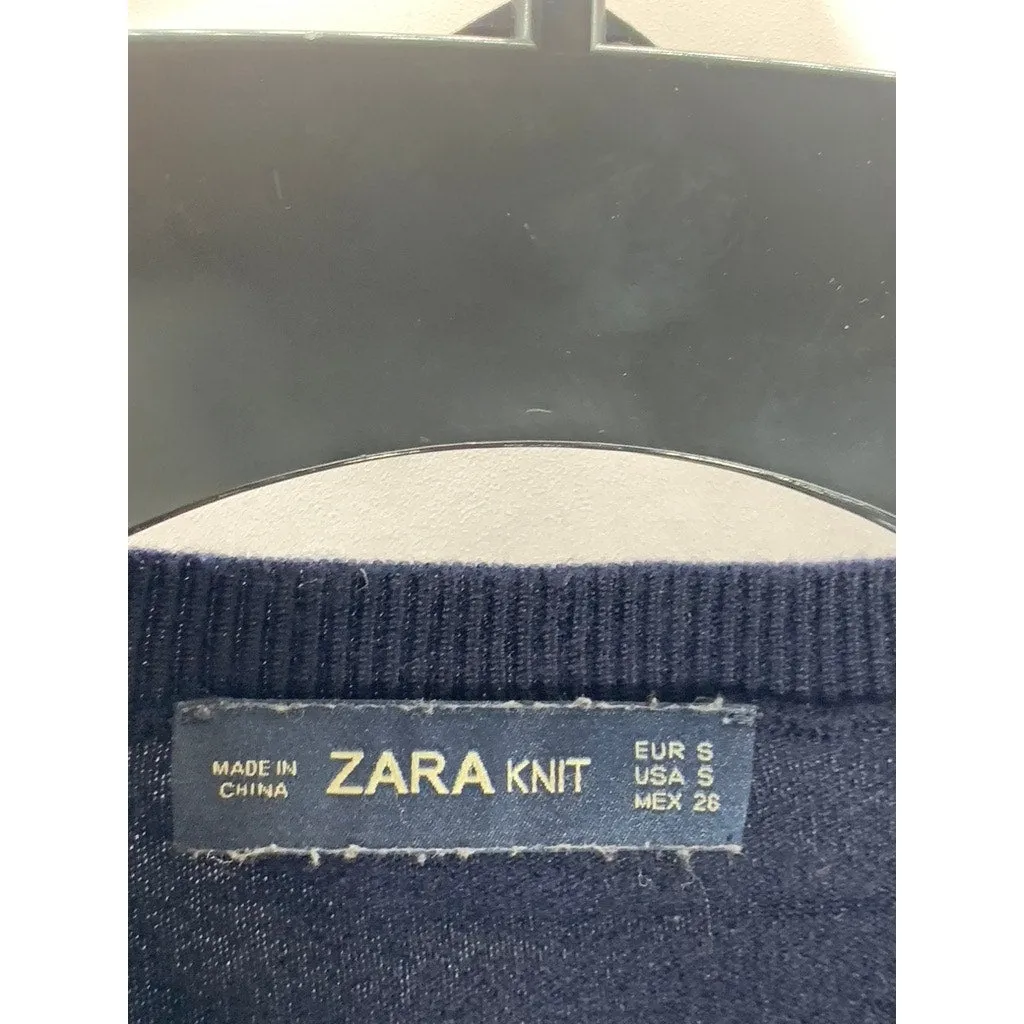 MADE IN
CHINA
ZARA KNIT
EUR S
USA S
MEX 26